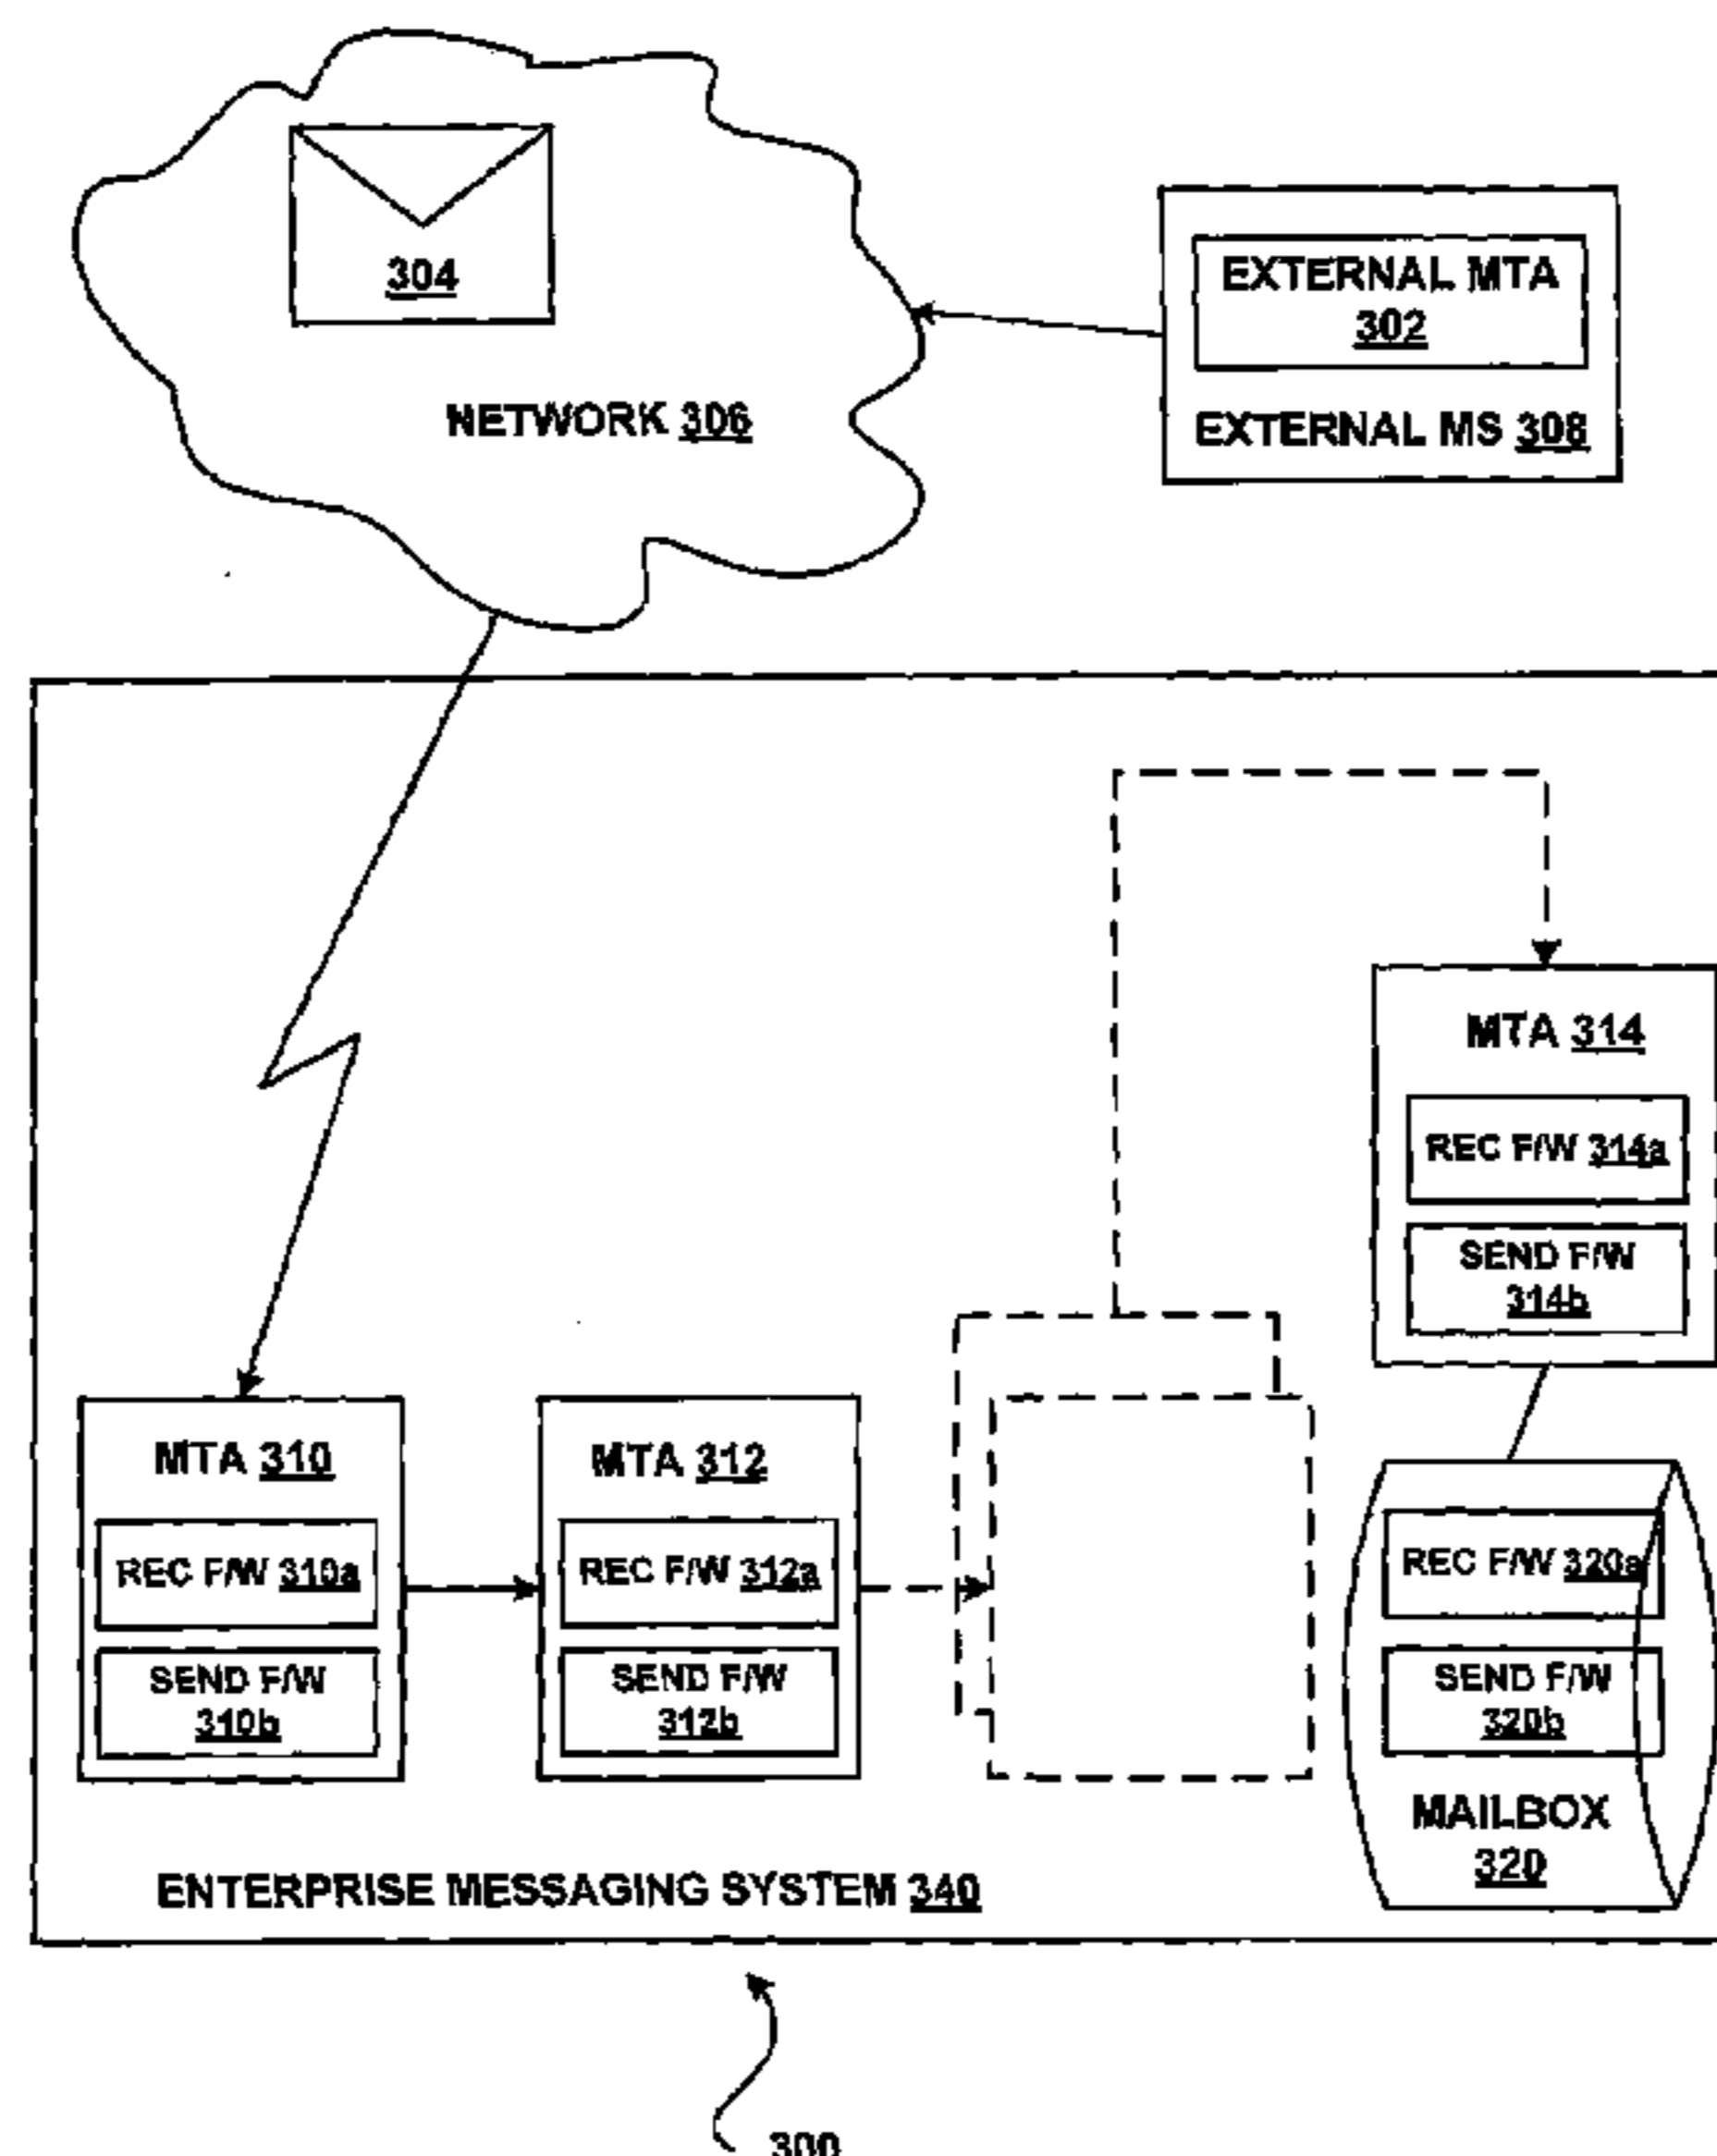 304
NETWORK 306
EXTERNAL MTA
302
EXTERNAL MS 308
MTA 314
REC F/W 314a
SEND F/W
314b
MTA 310
REC F/W 310a
SEND F/W
310b
MTA 312
REC F/W 312a
SEND F/W
312b
REC F/W 320a
SEND F/W
320b
MAILBOX
320
ENTERPRISE MESSAGING SYSTEM 340
300